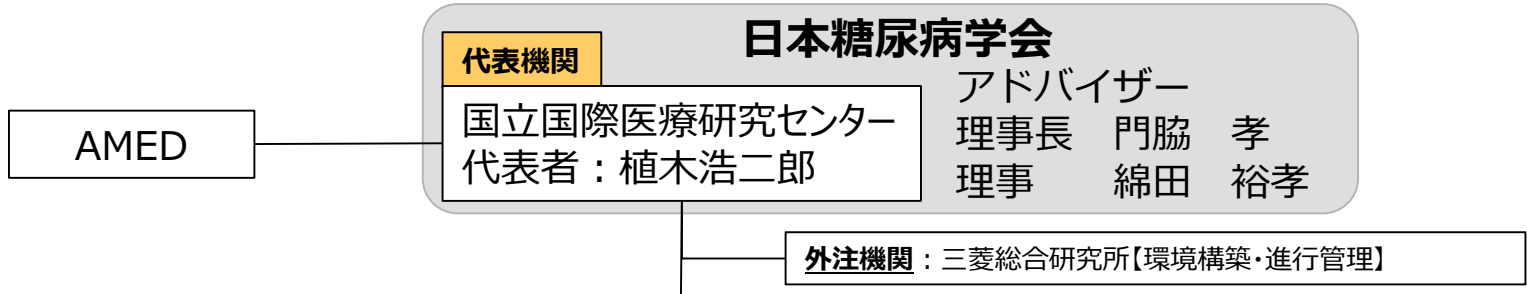 日本糖尿病学会
代表機関
国立国際医療研究センター
代表者：植木浩二郎
アドバイザー
理事長　門脇　孝
理事　　綿田　裕孝
AMED
外注機関：三菱総合研究所【環境構築・進行管理】